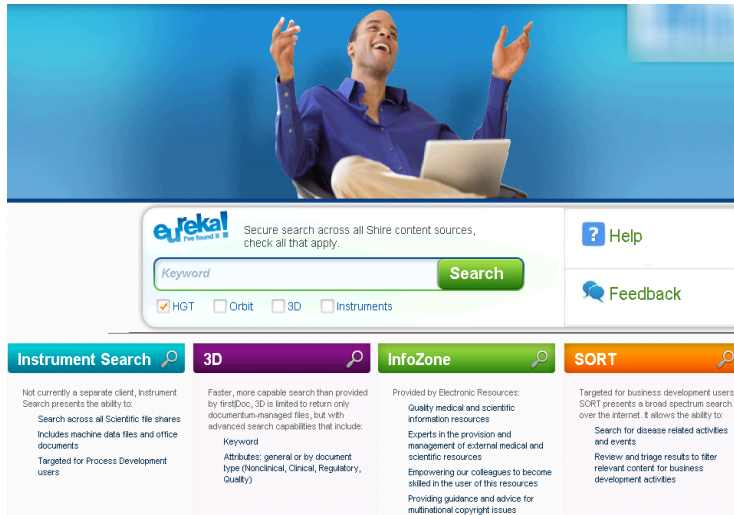 eureka!
I've found it
Secure search across all Shire content sources,
check all that apply.
Keyword
Search
HGT
Orbit
3D
Instruments
Help
Feedback
Instrument Search
Not currently a separate client, Instrument
Search presents the ability to:
Search across all Scientific file shares
Includes machine data files and office
documents
Targeted for Process Development
users
3D
Faster, more capable search than provided
by first|Doc, 3D is limited to return only
documentum-managed files, but with
advanced search capabilities that include:
Keyword
Attributes: general or by document
type (Nonclinical, Clinical, Regulatory,
Quality)
InfoZone
Provided by Electronic Resources:
Quality medical and scientific
information resources
Experts in the provision and
management of external medical and
scientific resources
Empowering our colleagues to become
skilled in the user of this resources
Providing guidance and advice for
multinational copyright issues
SORT
Targeted for business development users
SORT presents a broad spectrum search
over the internet. It allows the ability to:
Search for disease related activities
and events
Review and triage results to filter
relevant content for business
development activities